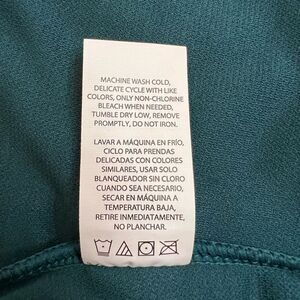 MACHINE WASH COLD,
DELICATE CYCLE WITH LIKE
COLORS, ONLY NON-CHLORINE
BLEACH WHEN NEEDED,
TUMBLE DRY LOW, REMOVE
PROMPTLY, DO NOT IRON.
LAVAR A MÁQUINA EN FRÍO,
CICLO PARA PRENDAS
DELICADAS CON COLORES
SIMILARES, USAR SOLO
BLANQUEADOR SIN CLORO
CUANDO SEA NECESARIO,
SECAR EN MÁQUINA A
TEMPERATURA BAJA,
RETIRE INMEDIATAMENTE,
NO PLANCHAR.